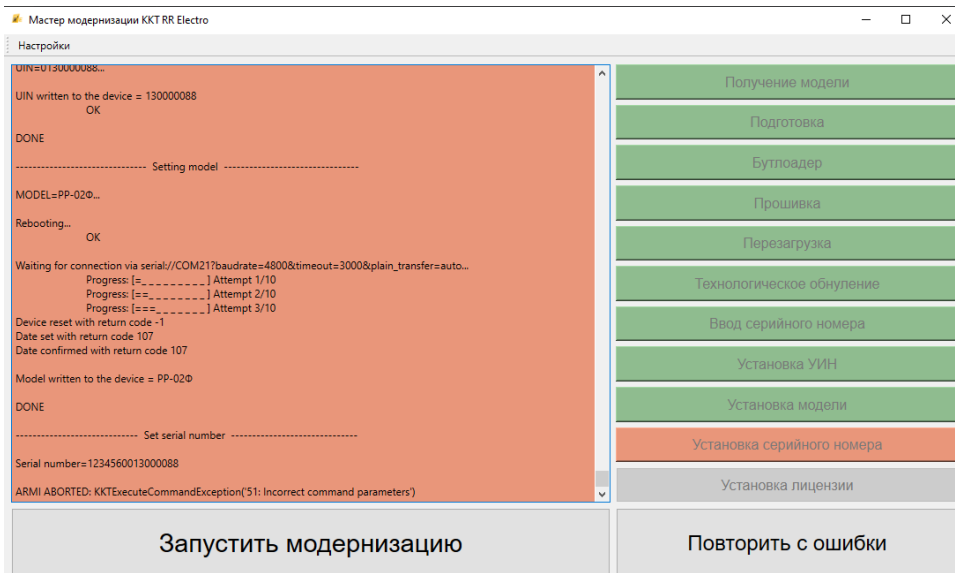 Мастер модернизации ККТ RR Electro
Настройки
UIN=0130000088...
UIN written to the device = 130000088
OK
DONE
------------------------------- Setting model --------------------------------
MODEL=РР-02Ф...
Rebooting...
OK
Waiting for connection via serial://COM21?baudrate=4800&timeout=3000&plain_transfer=auto...
Progress: [=_________] Attempt 1/10
Progress: [==________] Attempt 2/10
Progress: [===_______] Attempt 3/10
Device reset with return code -1
Date set with return code 107
Date confirmed with return code 107
Model written to the device = РР-02Ф
DONE
----------------------------- Set serial number ------------------------------
Serial number=1234560013000088
ARMI ABORTED: KKTExecuteCommandException('51: Incorrect command parameters')
Получение модели
Подготовка
Бутлоадер
Прошивка
Перезагрузка
Технологическое обнуление
Ввод серийного номера
Установка УИН
Установка модели
Установка серийного номера
Установка лицензии
Запустить модернизацию
Повторить с ошибки